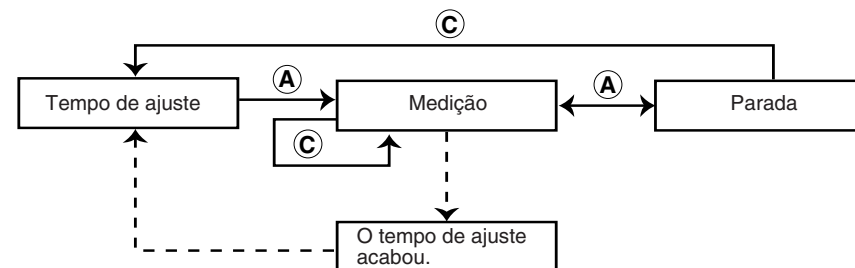 C
Tempo de ajuste
A
Medição
A
Parada
C
O tempo de ajuste
acabou.